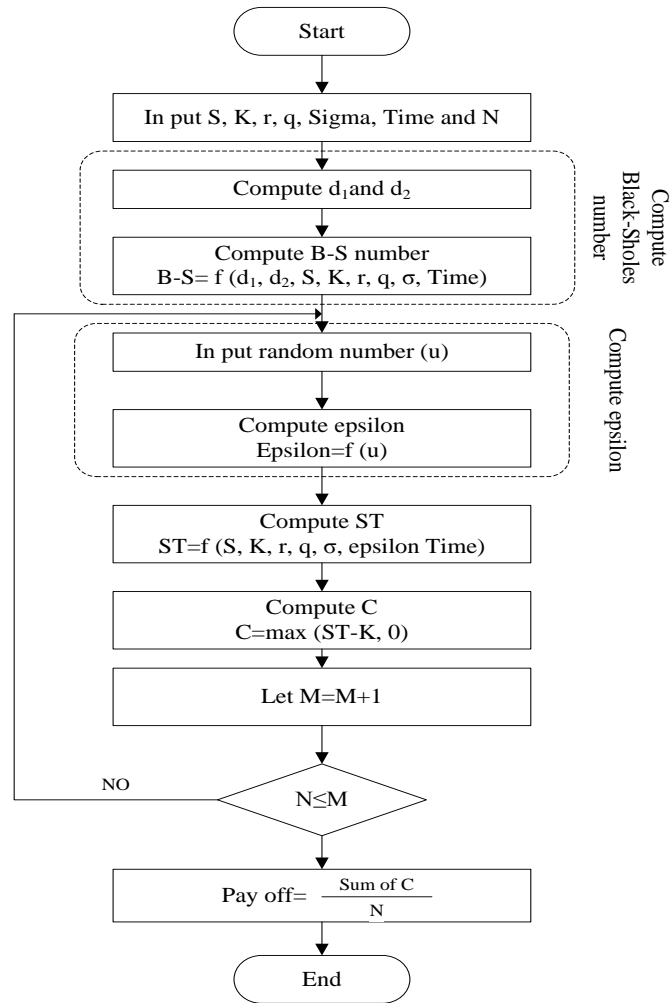 Start
In put S, K, r, q, Sigma, Time and N
Compute d₁and d₂
Compute B-S number
B-S= f (d₁, d₂, S, K, r, q, σ, Time)
Compute
Black-Sholes
number
In put random number (u)
Compute epsilon
Epsilon=f (u)
Compute epsilon
Compute ST
ST=f (S, K, r, q, σ, epsilon Time)
Compute C
C=max (ST-K, 0)
Let M=M+1
NO
N≤M
Pay off= Sum of C
N
End